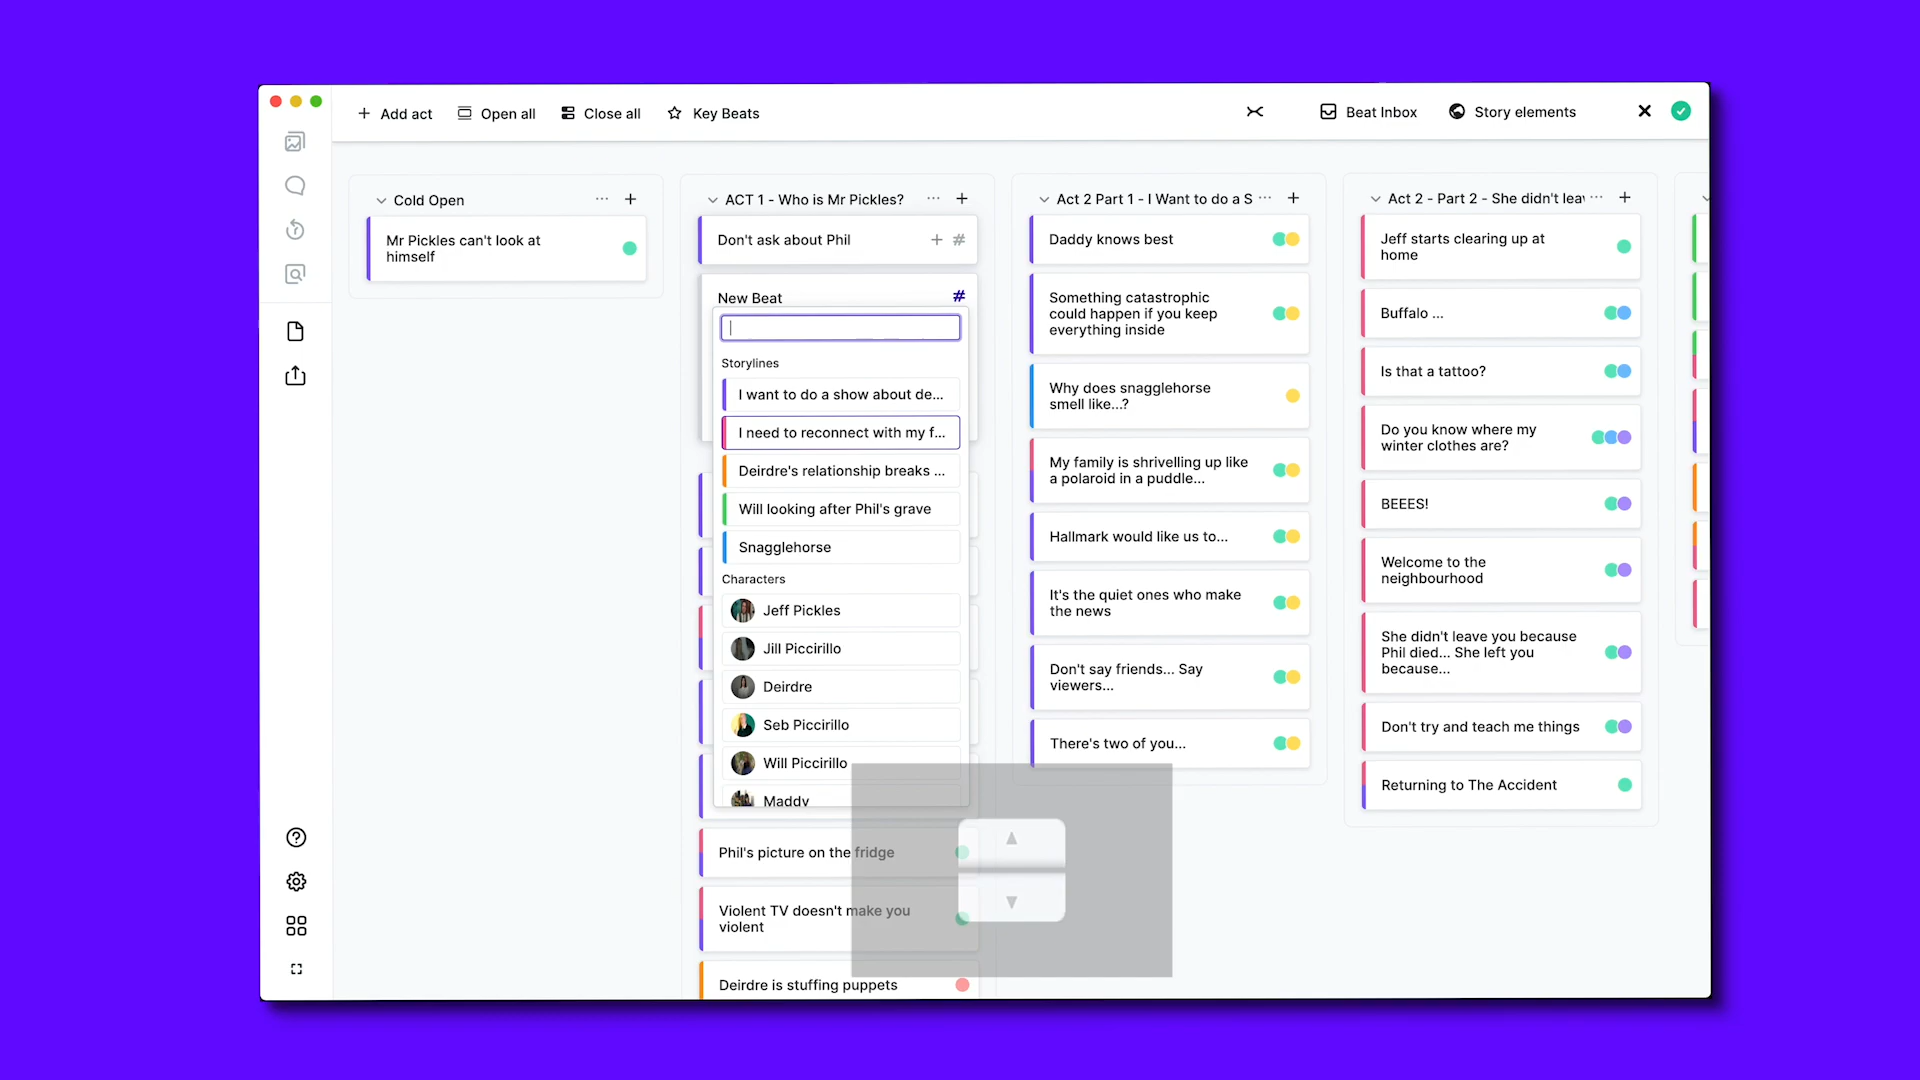 Add act
Open all
Close all
Key Beats
Beat Inbox
Story elements
Cold Open
Mr Pickles can't look at
himself
ACT 1 - Who is Mr Pickles?
Don't ask about Phil
New Beat
#
Storylines
I want to do a show about de...
I need to reconnect with my f...
Deirdre's relationship breaks ...
Will looking after Phil's grave
Snagglehorse
Characters
Jeff Pickles
Jill Piccirillo
Deirdre
Seb Piccirillo
Will Piccirillo
Maddy
Phil's picture on the fridge
Violent TV doesn't make you
violent
Deirdre is stuffing puppets
Act 2 Part 1 - I Want to do a S
Daddy knows best
Something catastrophic
could happen if you keep
everything inside
Why does snagglehorse
smell like...?
My family is shrivelling up like
a polaroid in a puddle...
Hallmark would like us to...
It's the quiet ones who make
the news
Don't say friends... Say
viewers...
There's two of you...
Act 2 - Part 2 - She didn't leav
Jeff starts clearing up at
home
Buffalo ...
Is that a tattoo?
Do you know where my
winter clothes are?
BEEES!
Welcome to the
neighbourhood
She didn't leave you because
Phil died... She left you
because...
Don't try and teach me things
Returning to The Accident